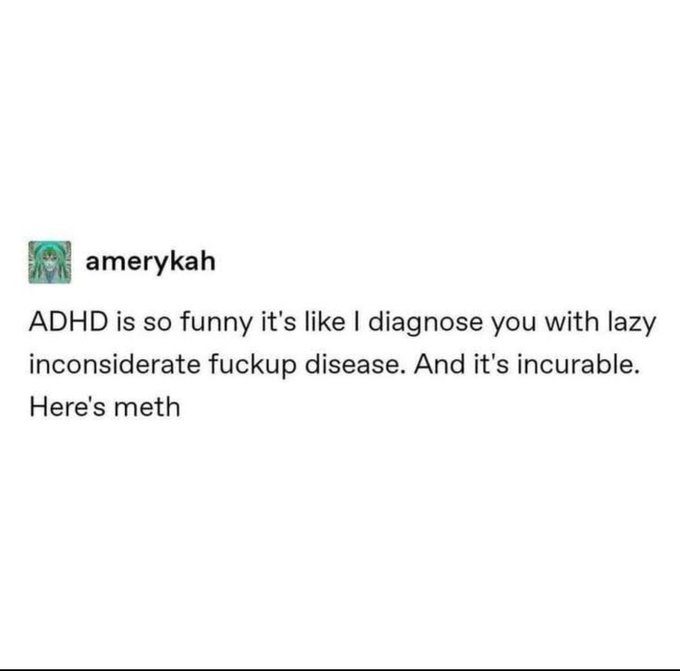 amerykah
ADHD is so funny it's like I diagnose you with lazy
inconsiderate fuckup disease. And it's incurable.
Here's meth